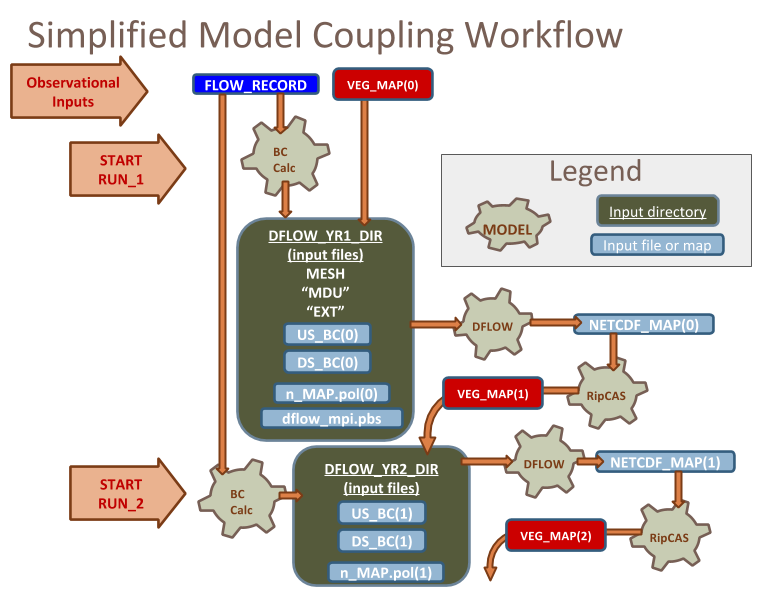 Simplified Model Coupling Workflow
Observational
Inputs
FLOW_RECORD
VEG_MAP(0)
START
RUN_1
BC
Calc
Legend
MODEL
Input directory
Input file or map
DFLOW_YR1_DIR
(input files)
MESH
“MDU”
“EXT”
US_BC(0)
DS_BC(0)
n_MAP.pol(0)
dflow_mpi.pbs
DFLOW
NETCDF_MAP(0)
RipCAS
VEG_MAP(1)
START
RUN_2
BC
Calc
DFLOW_YR2_DIR
(input files)
US_BC(1)
DS_BC(1)
n_MAP.pol(1)
DFLOW
NETCDF_MAP(1)
RipCAS
VEG_MAP(2)